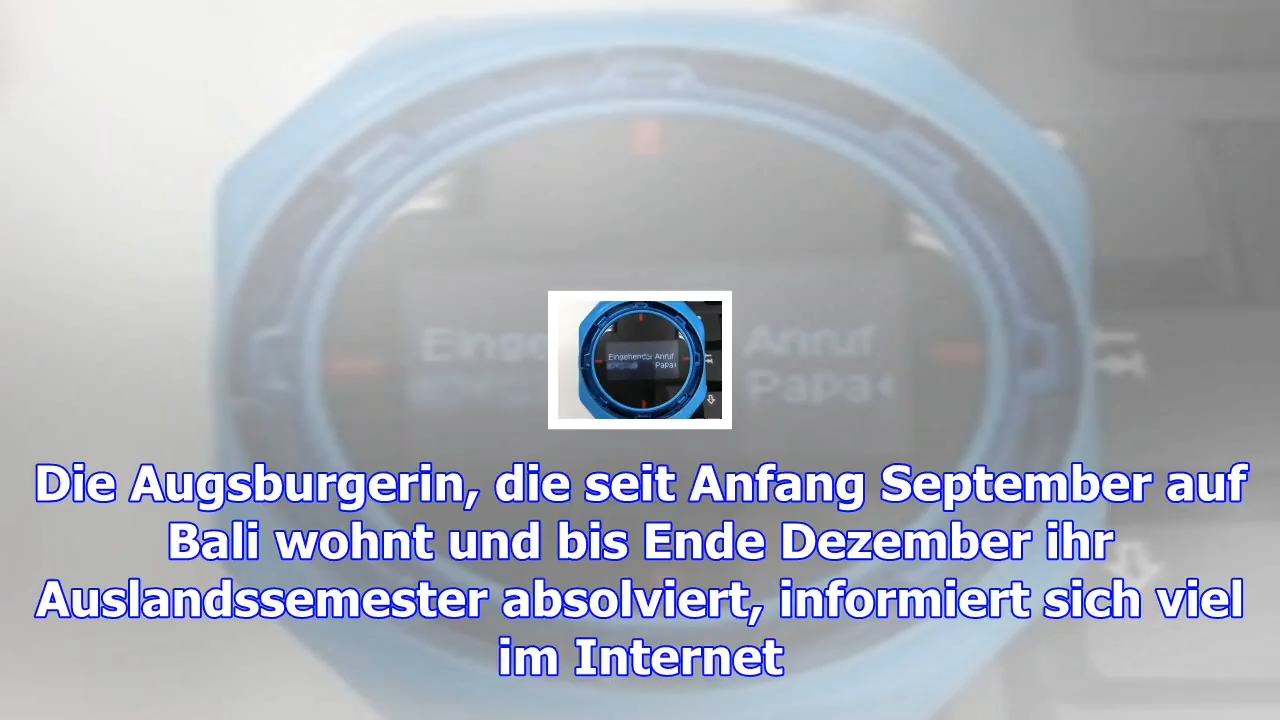 Eingehender Anruf
Papa
Die Augsburgerin, die seit Anfang September auf
Bali wohnt und bis Ende Dezember ihr
Auslandssemester absolviert, informiert sich viel
im Internet